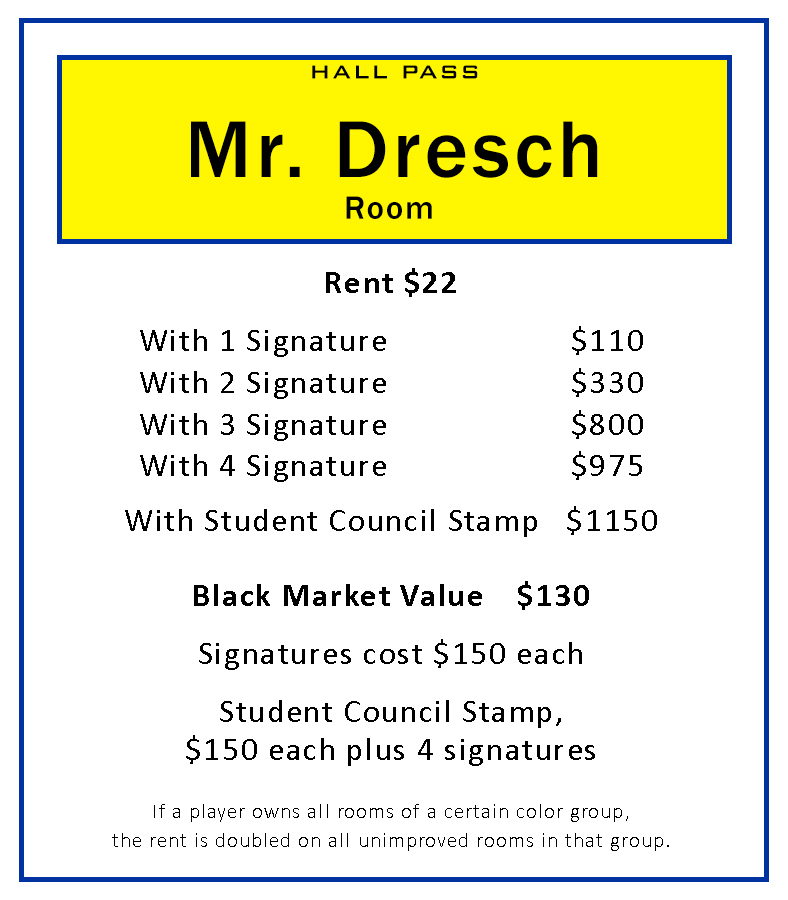 HALL PASS
Mr. Dresch
Room
Rent $22
With 1 Signature $110
With 2 Signature $330
With 3 Signature $800
With 4 Signature $975
With Student Council Stamp $1150
Black Market Value $130
Signatures cost $150 each
Student Council Stamp,
$150 each plus 4 signatures
If a player owns all rooms of a certain color group,
the rent is doubled on all unimproved rooms in that group.